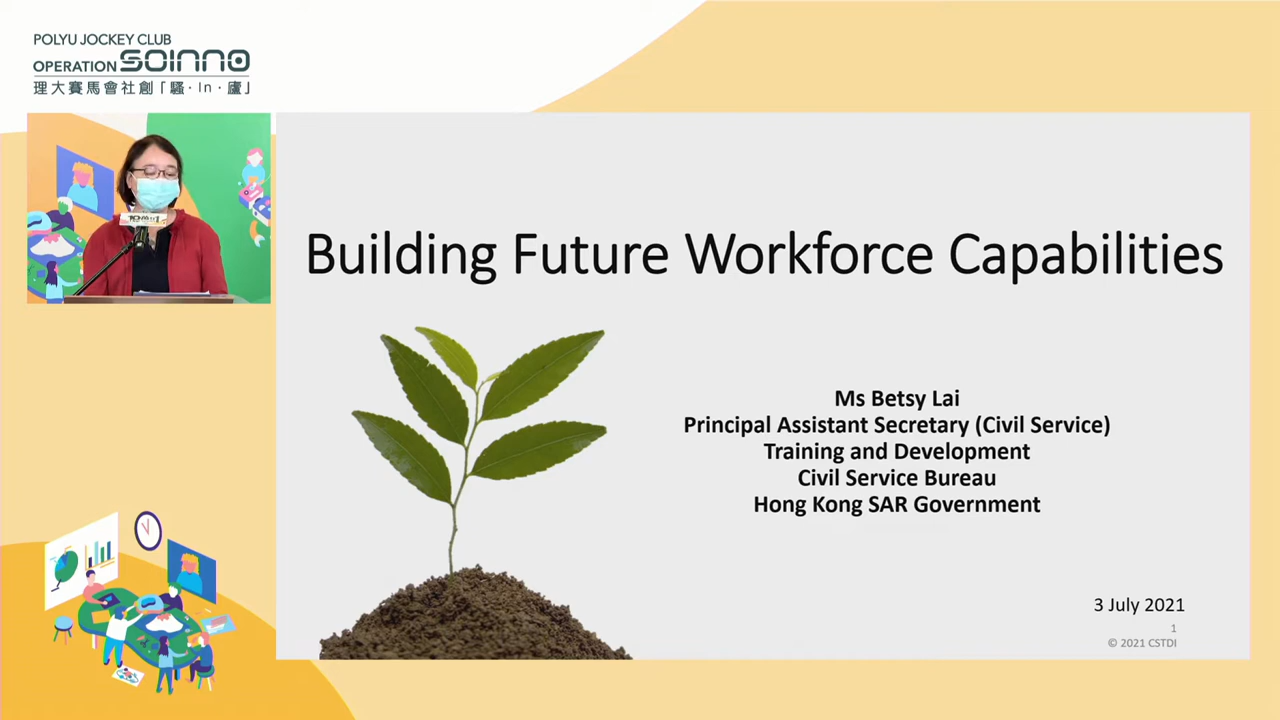 POLYU JOCKEY CLUB
OPERATION SOINNO
理大賽馬會社創「騷·In·廬」
Building Future Workforce Capabilities
Ms Betsy Lai
Principal Assistant Secretary (Civil Service)
Training and Development
Civil Service Bureau
Hong Kong SAR Government
3 July 2021
1
© 2021 CSTDI